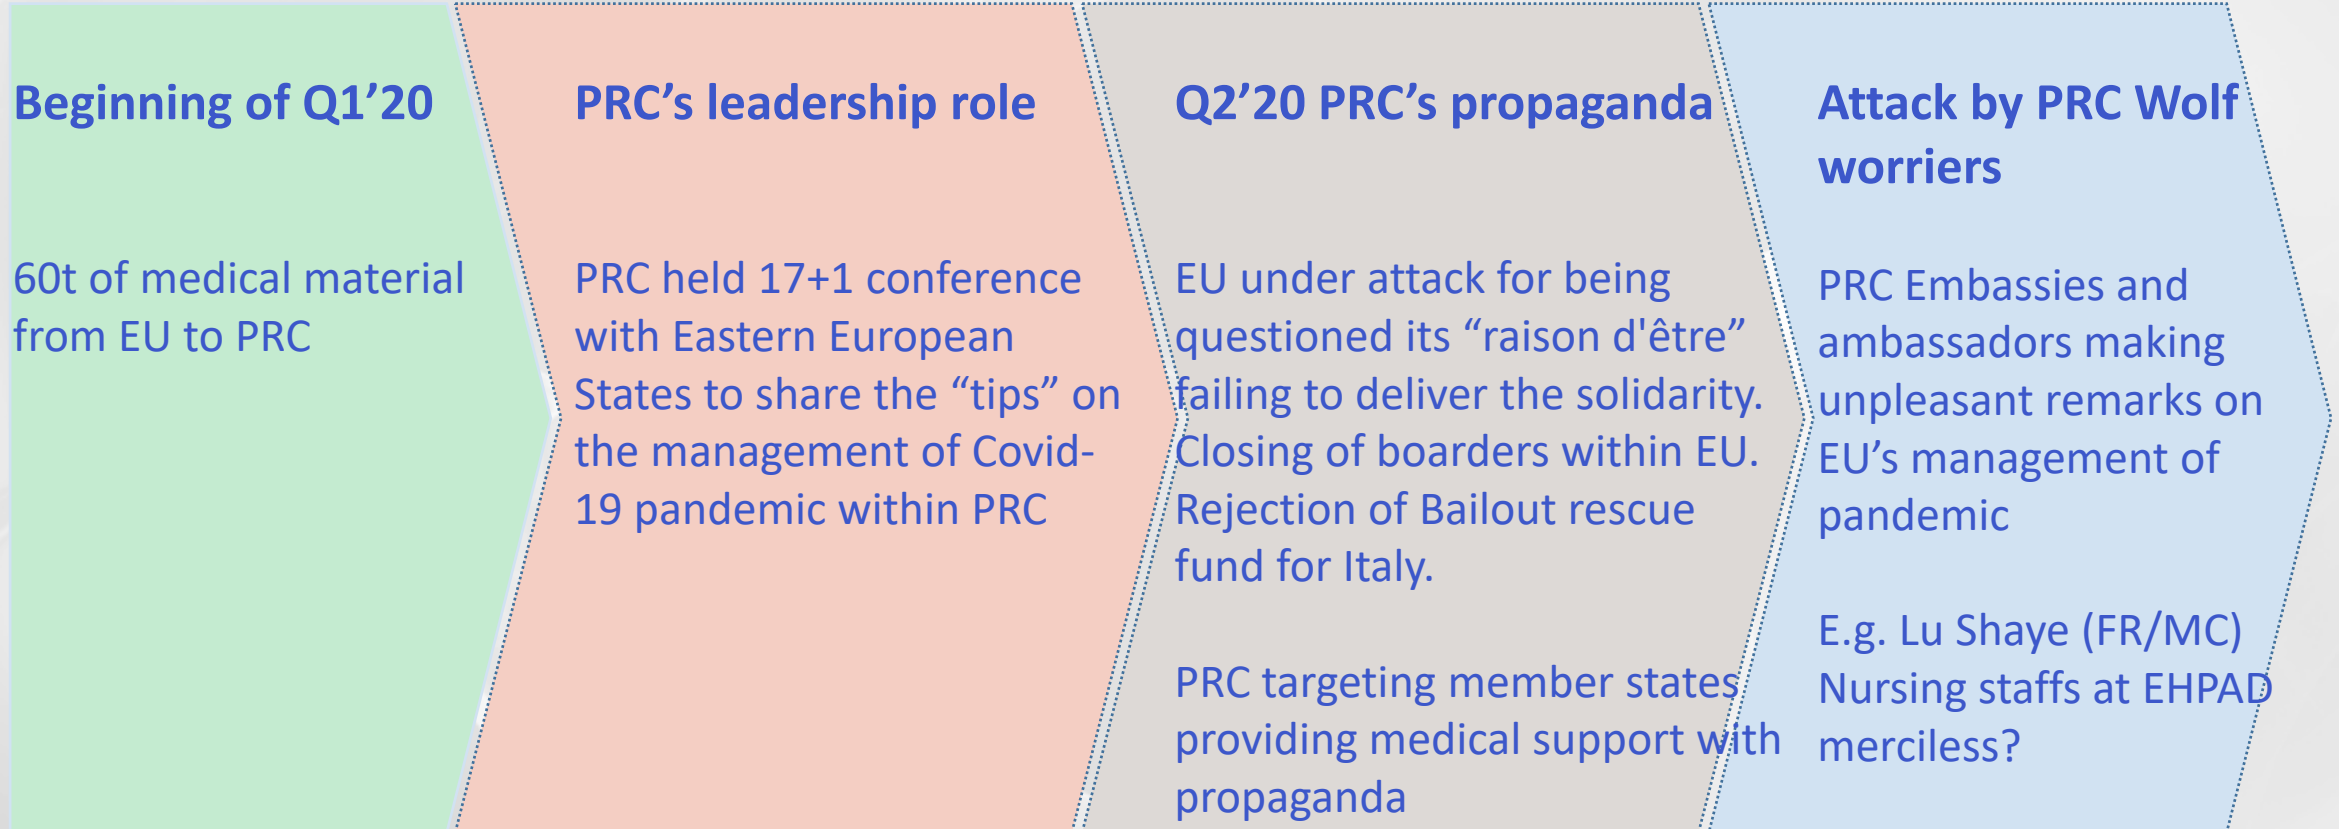 Beginning of Q1’20
60t of medical material
from EU to PRC
PRC’s leadership role
PRC held 17+1 conference
with Eastern European
States to share the “tips” on
the management of Covid-
19 pandemic within PRC
Q2’20 PRC’s propaganda
EU under attack for being
questioned its “raison d'être”
failing to deliver the solidarity.
Closing of boarders within EU.
Rejection of Bailout rescue
fund for Italy.
PRC targeting member states
providing medical support with
propaganda
Attack by PRC Wolf
worriers
PRC Embassies and
ambassadors making
unpleasant remarks on
EU’s management of
pandemic
E.g. Lu Shaye (FR/MC)
Nursing staffs at EHPAD
merciless?